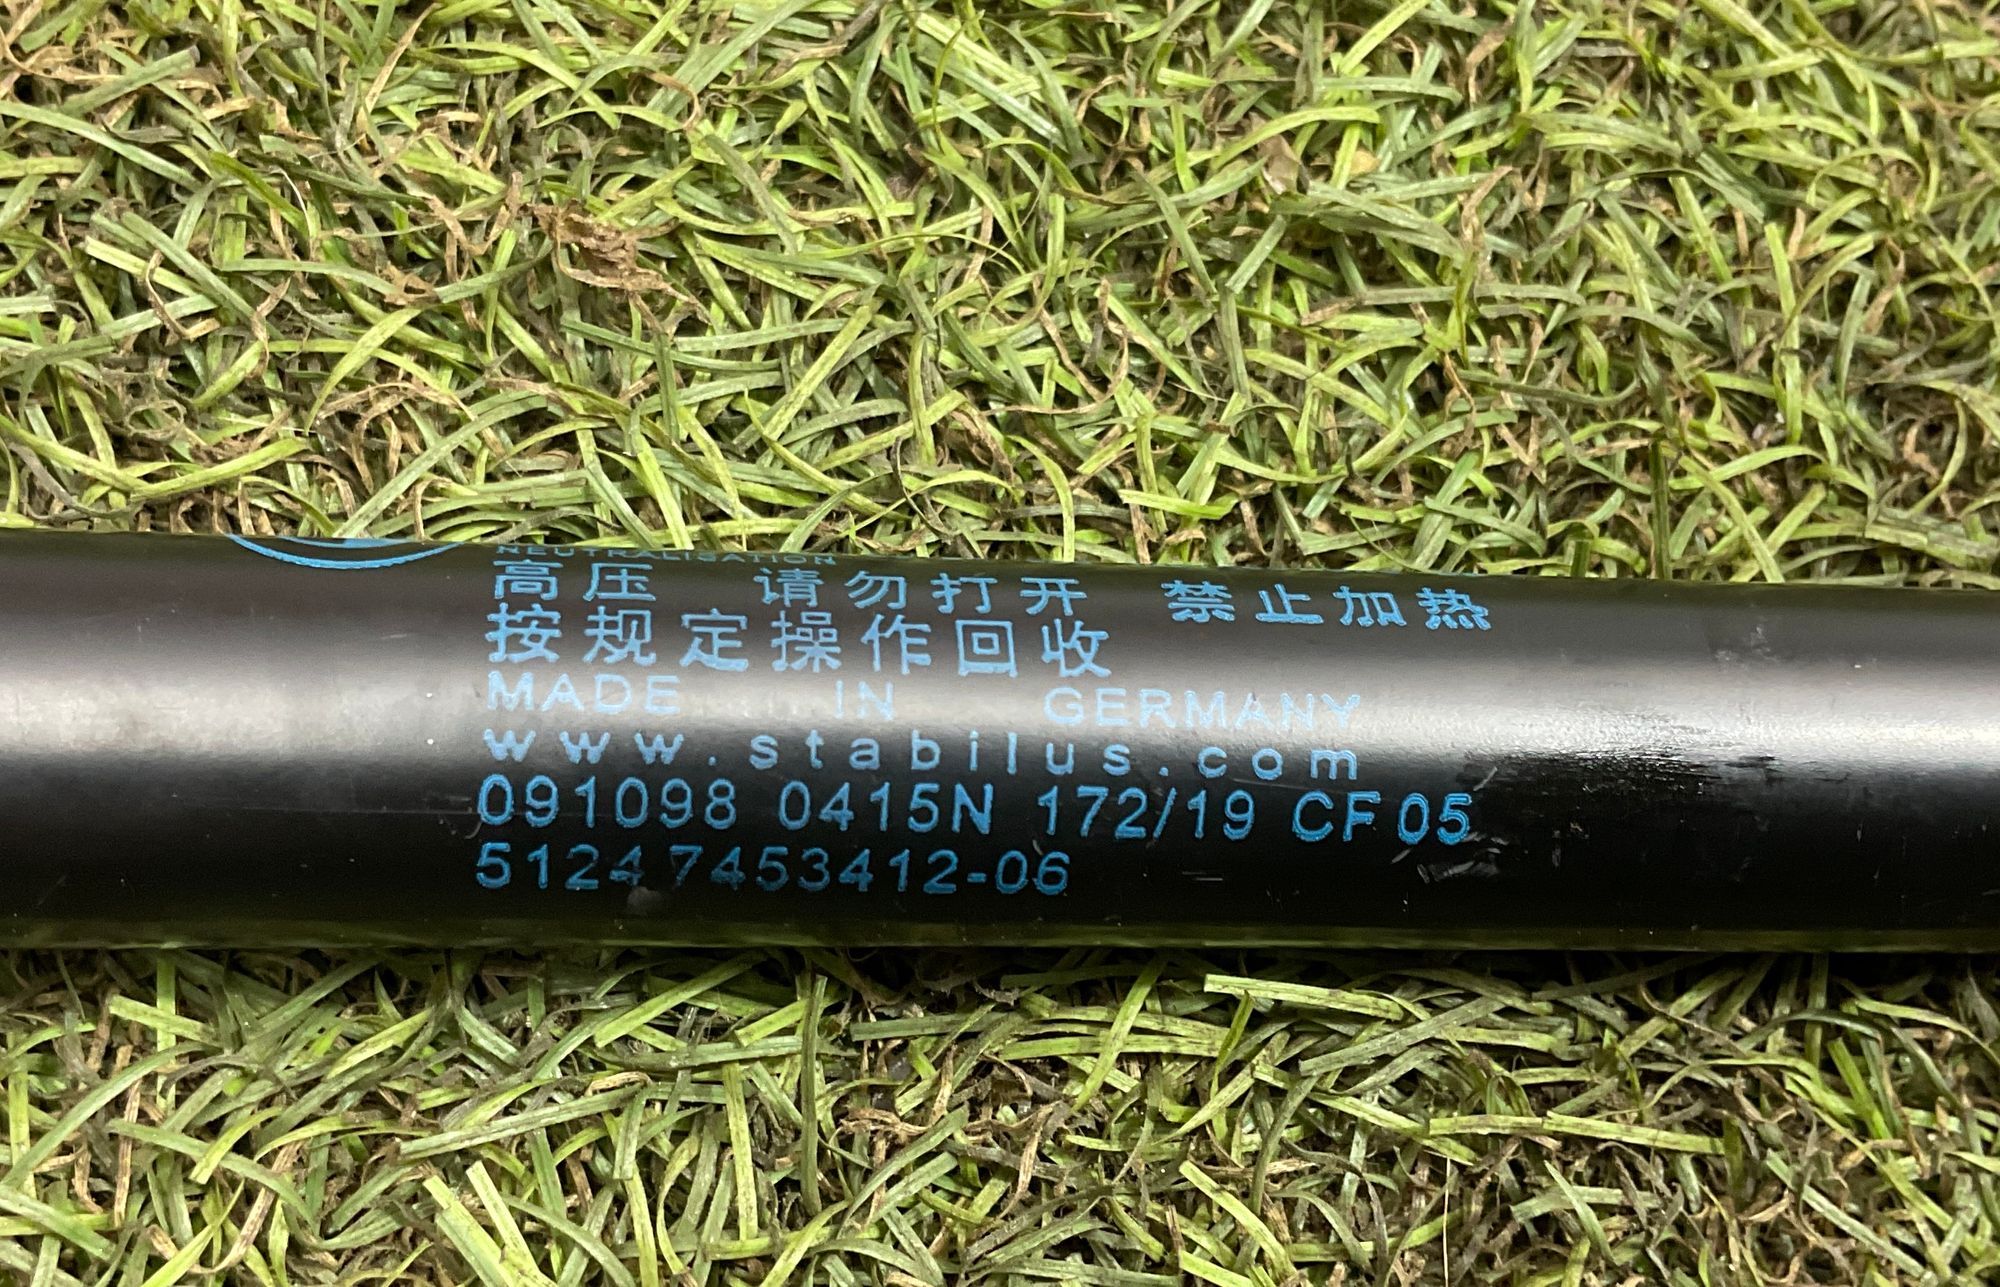 NEUTRALISATION
高压 请勿打开 禁止加热
按规定操作回收
MADE IN GERMANY
www.stabilus.com
091098 0415N 172/19 CF05
51247453412-06